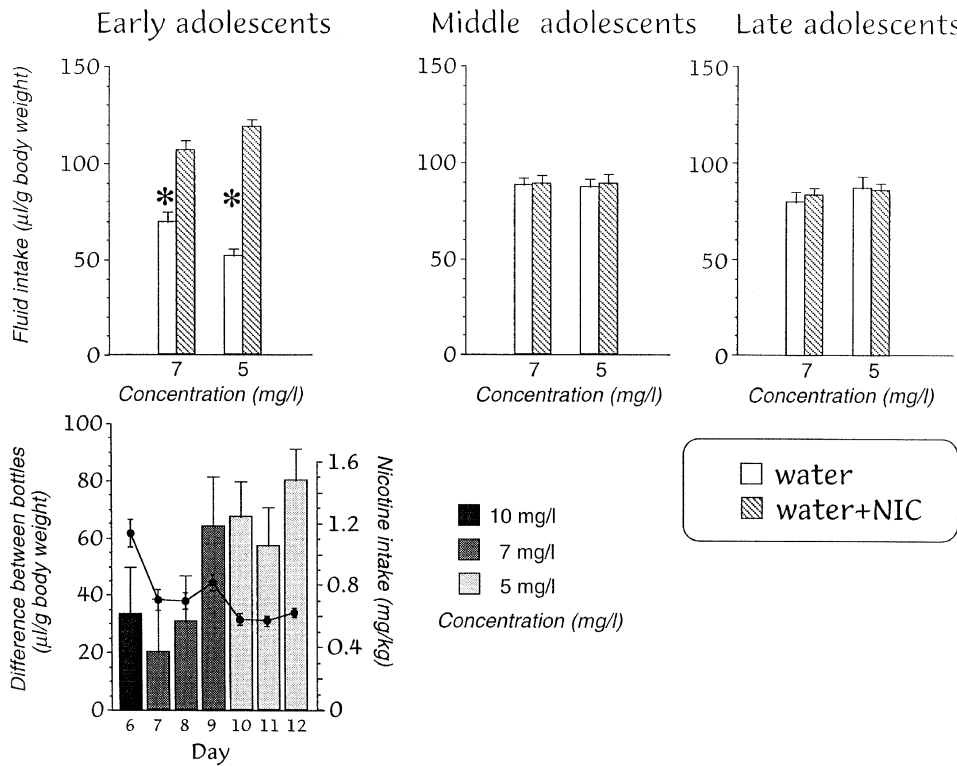 Early adolescents
Middle adolescents
Late adolescents
Fluid intake (µl/g body weight)
150
100
50
0
7
5
Concentration (mg/l)
*
*
150
100
50
0
7
5
Concentration (mg/l)
150
100
50
0
7
5
Concentration (mg/l)
Difference between bottles
(µl/g body weight)
100
80
60
40
20
0
6
7
8
9
10
11
12
Day
1.6
1.2
0.8
0.4
0
Nicotine intake (mg/kg)
10 mg/l
7 mg/l
5 mg/l
Concentration (mg/l)
water
water+NIC